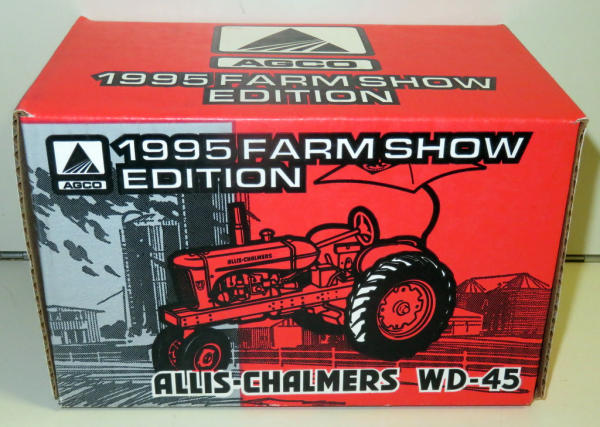 AGCO
1995 FARM SHOW
EDITION
AGCO
1995 FARM SHOW
EDITION
ALLIS-CHALMERS
ALLIS-CHALMERS WD-45